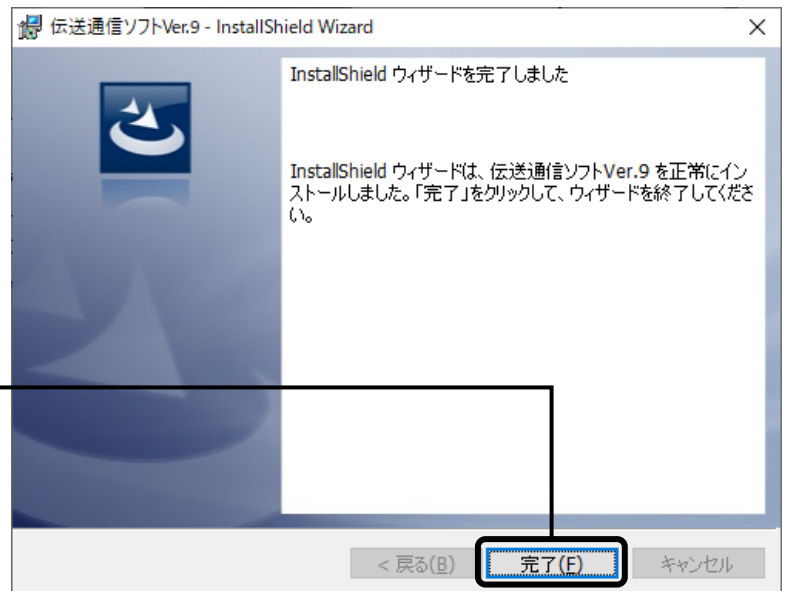 伝送通信ソフトVer.9 - InstallShield Wizard
InstallShield ウィザードを完了しました
InstallShield ウィザードは、伝送通信ソフトVer.9 を正常にイン
ストールしました。「完了」をクリックして、ウィザードを終了してくださ
い。
< 戻る(B) 完了(F) キャンセル